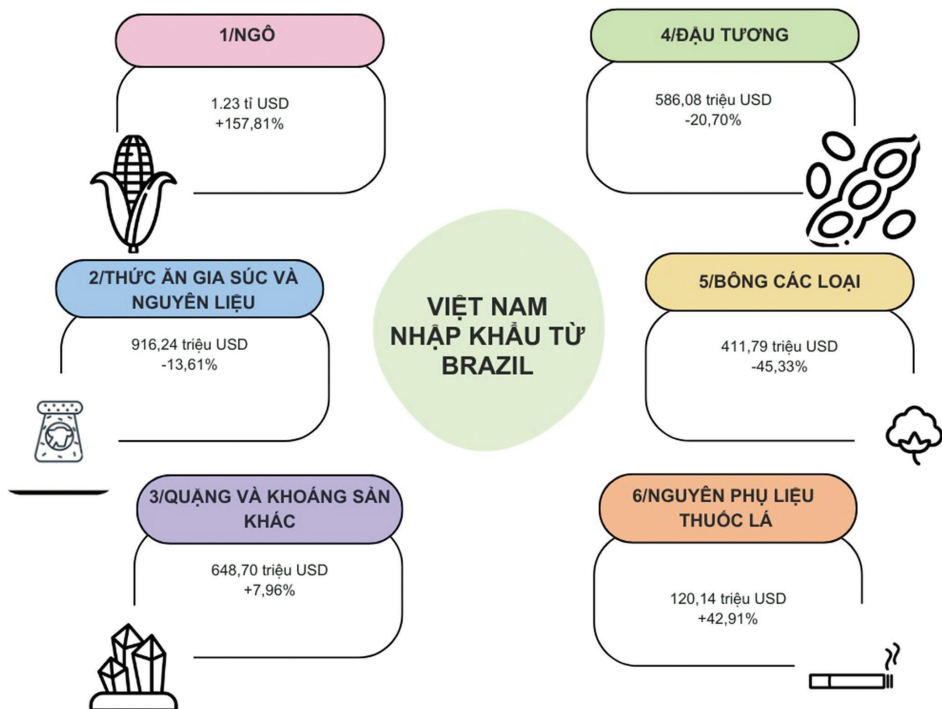 1/NGÔ
1.23 tỉ USD
+157,81%
2/THỨC ĂN GIA SÚC VÀ
NGUYÊN LIỆU
916,24 triệu USD
-13,61%
3/QUẶNG VÀ KHOÁNG SẢN
KHÁC
648,70 triệu USD
+7,96%
VIỆT NAM
NHẬP KHẨU TỪ
BRAZIL
4/ĐẬU TƯƠNG
586,08 triệu USD
-20,70%
5/BÔNG CÁC LOẠI
411,79 triệu USD
-45,33%
6/NGUYÊN PHỤ LIỆU
THUỐC LÁ
120,14 triệu USD
+42,91%